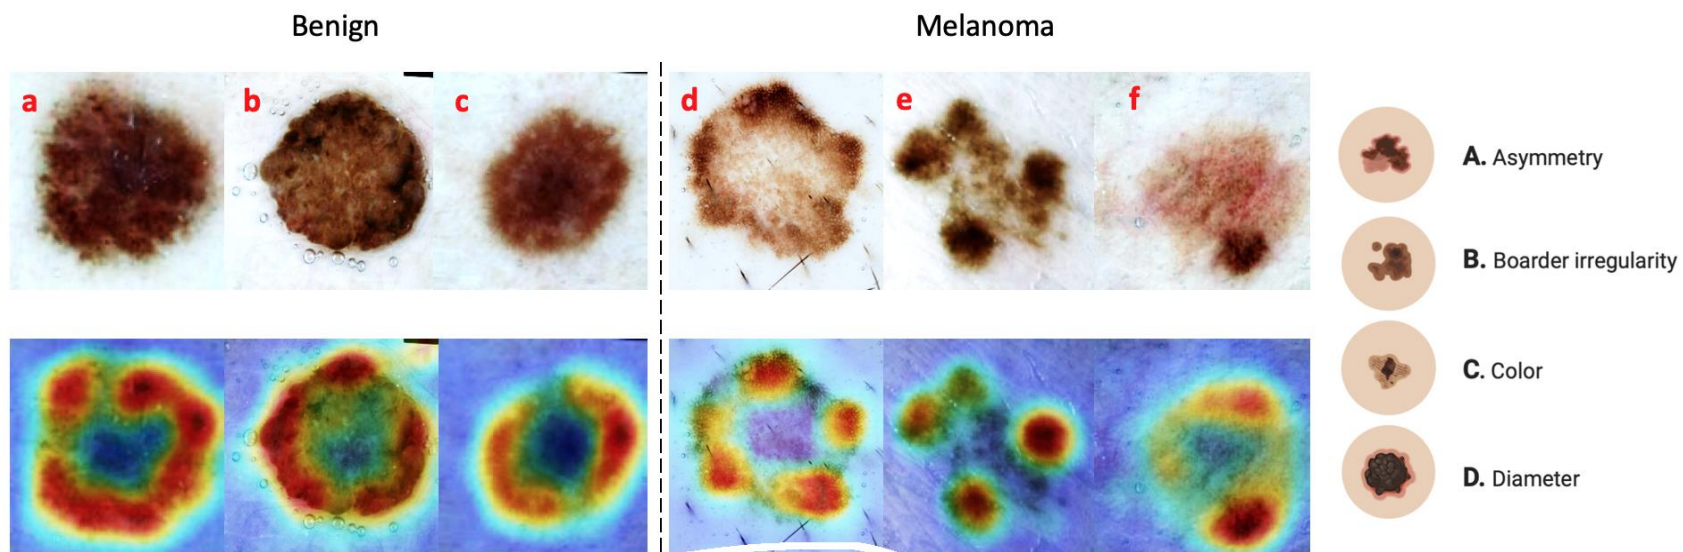 Benign
Melanoma
a
b
c
d
e
f
A. Asymmetry
B. Boarder irregularity
C. Color
D. Diameter